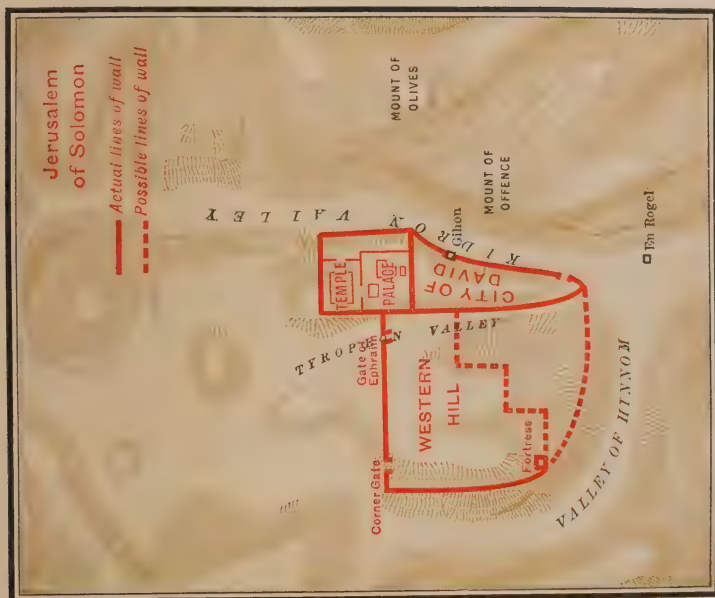 Jerusalem
of Solomon
Actual lines of wall
Possible lines of wall
MOUNT OF
OLIVES
MOUNT OF
OFFENCE
KIDRON VALLEY
Gihon
En Rogel
TEMPLE
PALACE
CITY OF
DAVID
TYROPŒON VALLEY
Gate of
Ephraim
Corner Gate
WESTERN
HILL
Fortress
VALLEY OF HINNOM